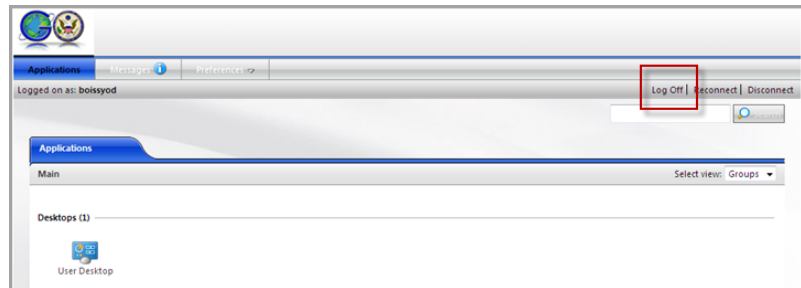 GO
Applications Messages Preferences
Logged on as: boissyod Log Off | Reconnect | Disconnect
Applications
Main Select view: Groups
Desktops (1)
User Desktop